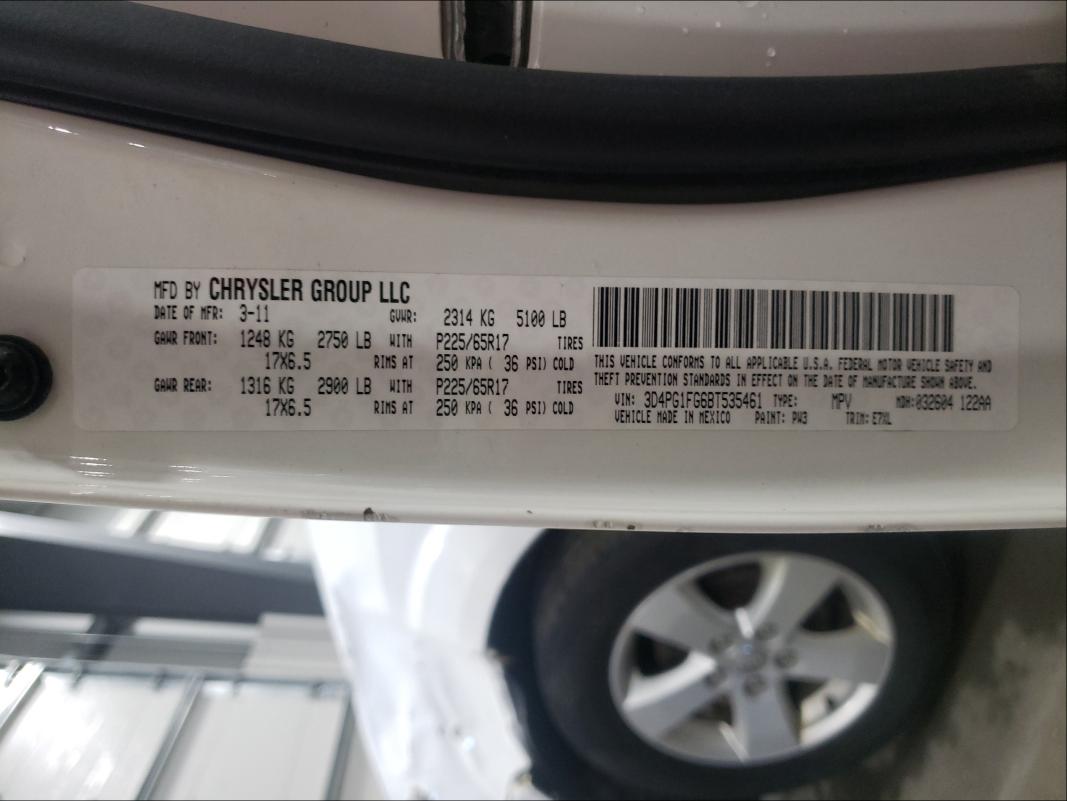 MFD BY CHRYSLER GROUP LLC
DATE OF MFR: 3-11 GVWR: 2314 KG 5100 LB
GAWR FRONT: 1248 KG 2750 LB WITH P225/65R17 TIRES
17X6.5 RIMS AT 250 KPA ( 36 PSI) COLD
GAWR REAR: 1316 KG 2900 LB WITH P225/65R17 TIRES
17X6.5 RIMS AT 250 KPA ( 36 PSI) COLD
THIS VEHICLE CONFORMS TO ALL APPLICABLE U.S.A. FEDERAL MOTOR VEHICLE SAFETY AND
THEFT PREVENTION STANDARDS IN EFFECT ON THE DATE OF MANUFACTURE SHOWN ABOVE.
VIN: 3D4PG1FG6BT535461 TYPE: MPV MDH:032604 122AA
VEHICLE MADE IN MEXICO PAINT: PW3 TRIM: E7XL